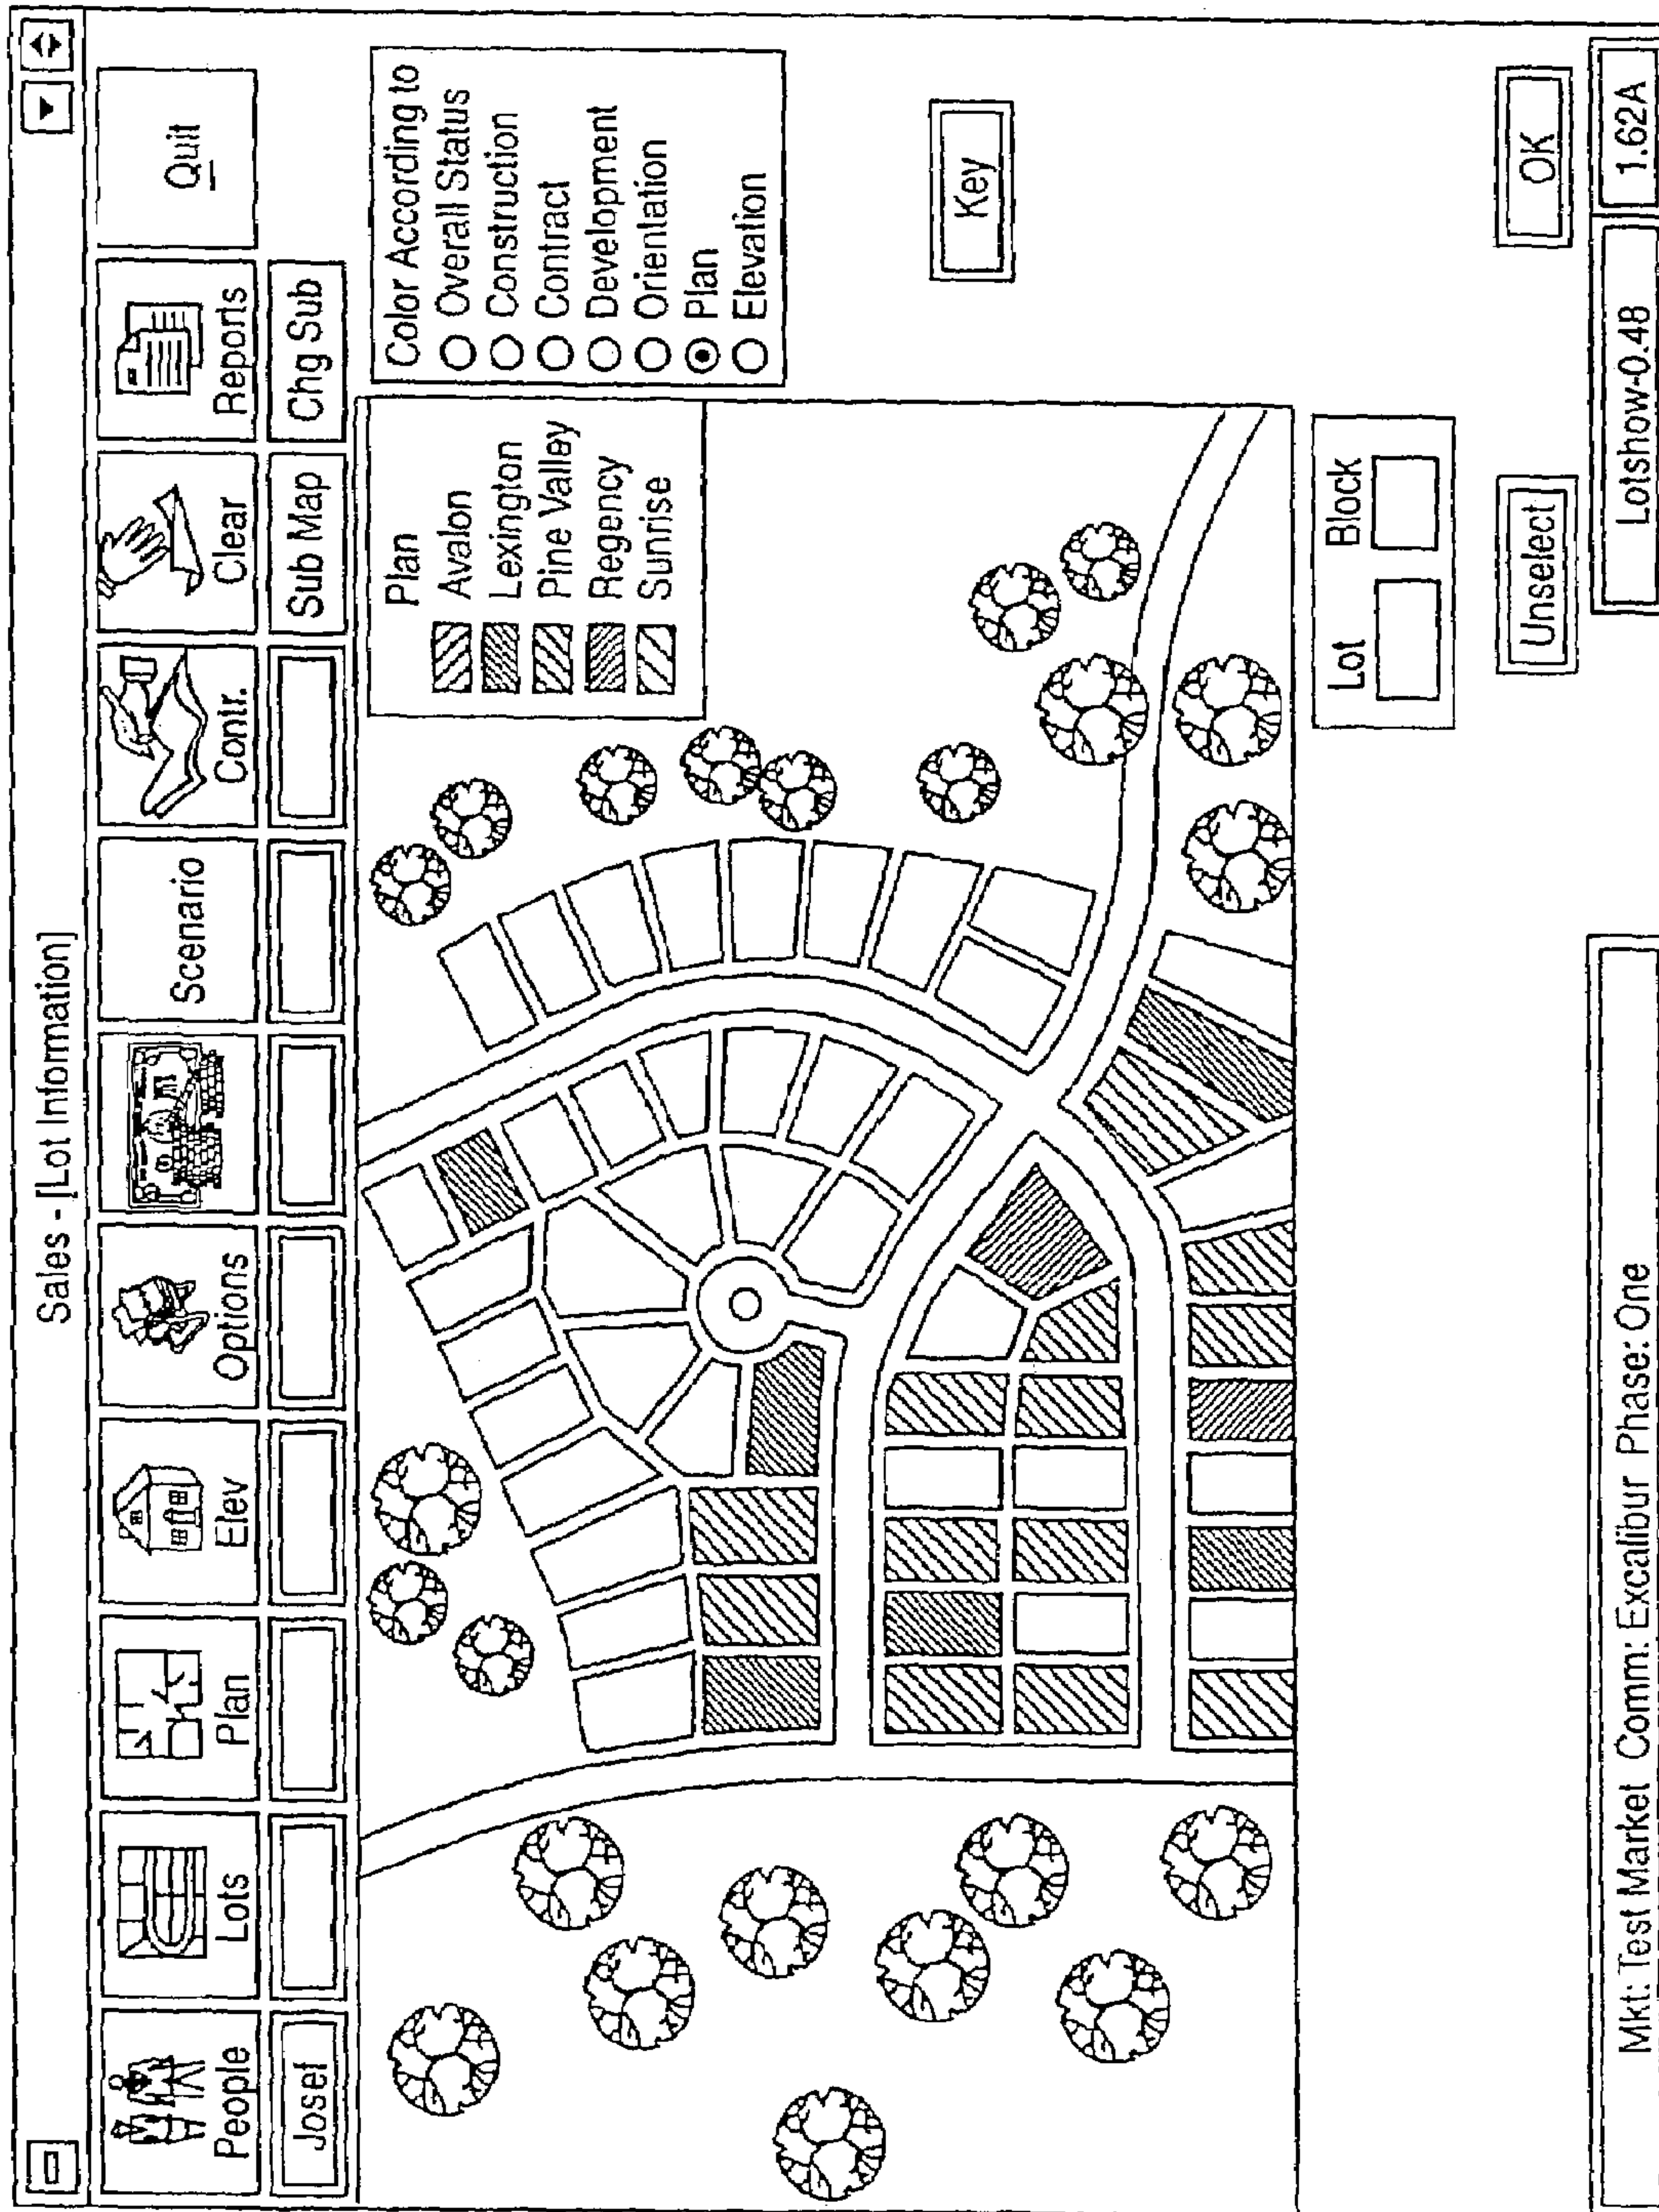 Sales - [Lot Information]
People
Lots
Plan
Elev
Options
Scenario
Contr.
Clear
Reports
Quit
Josef
Sub Map
Chg Sub
Plan
Avalon
Lexington
Pine Valley
Regency
Sunrise
Color According to
Overall Status
Construction
Contract
Development
Orientation
Plan
Elevation
Key
Lot
Block
Unselect
OK
Mkt: Test Market Comm: Excalibur Phase: One
Lotshow-0.48
1.62A